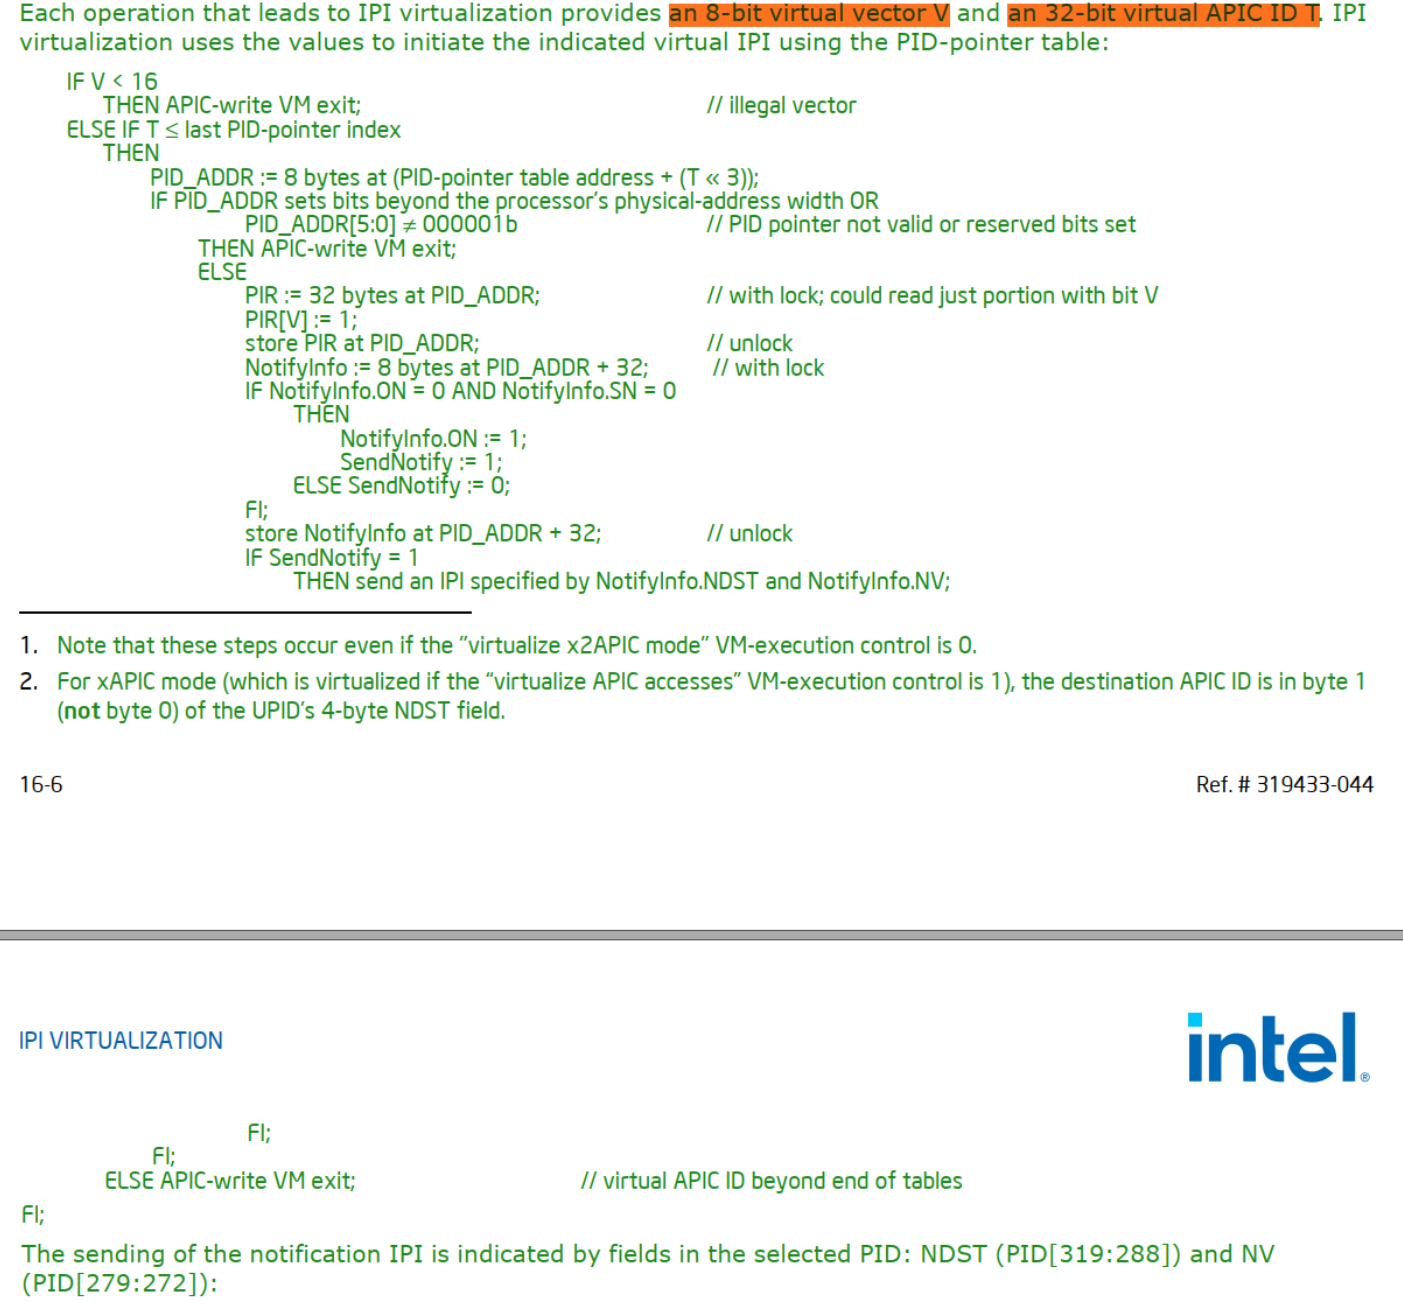 Each operation that leads to IPI virtualization provides an 8-bit virtual vector V and an 32-bit virtual APIC ID T. IPI
virtualization uses the values to initiate the indicated virtual IPI using the PID-pointer table:
IF V < 16
THEN APIC-write VM exit; // illegal vector
ELSE IF T ≤ last PID-pointer index
THEN
PID_ADDR := 8 bytes at (PID-pointer table address + (T « 3));
IF PID_ADDR sets bits beyond the processor's physical-address width OR
PID_ADDR[5:0] ≠ 000001b // PID pointer not valid or reserved bits set
THEN APIC-write VM exit;
ELSE
PIR := 32 bytes at PID_ADDR; // with lock; could read just portion with bit V
PIR[V] := 1;
store PIR at PID_ADDR; // unlock
NotifyInfo := 8 bytes at PID_ADDR + 32; // with lock
IF NotifyInfo.ON = 0 AND NotifyInfo.SN = 0
THEN
NotifyInfo.ON := 1;
SendNotify := 1;
ELSE SendNotify := 0;
FI;
store NotifyInfo at PID_ADDR + 32; // unlock
IF SendNotify = 1
THEN send an IPI specified by NotifyInfo.NDST and NotifyInfo.NV;
1. Note that these steps occur even if the "virtualize x2APIC mode" VM-execution control is 0.
2. For xAPIC mode (which is virtualized if the “virtualize APIC accesses” VM-execution control is 1), the destination APIC ID is in byte 1
(not byte 0) of the UPID's 4-byte NDST field.
16-6 Ref. # 319433-044
IPI VIRTUALIZATION
intel®
FI;
FI;
ELSE APIC-write VM exit; // virtual APIC ID beyond end of tables
FI;
The sending of the notification IPI is indicated by fields in the selected PID: NDST (PID[319:288]) and NV
(PID[279:272]):